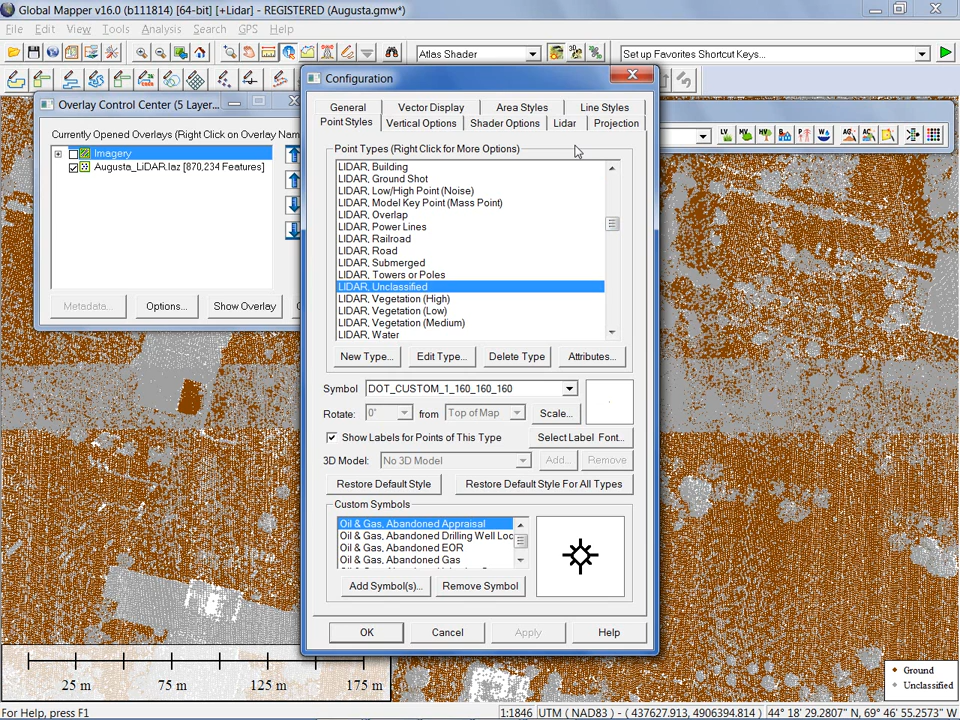 Global Mapper v16.0 (b111814) [64-bit] [+Lidar] - REGISTERED (Augusta.gmw*)
File Edit View Tools Analysis Search GPS Help
Atlas Shader
Set up Favorites Shortcut Keys...
Overlay Control Center (5 Layer...
Currently Opened Overlays (Right Click on Overlay Nam
Imagery
Augusta_LiDAR.laz [870,234 Features]
Metadata...
Options...
Show Overlay
Configuration
General
Vector Display
Area Styles
Line Styles
Point Styles
Vertical Options
Shader Options
Lidar
Projection
Point Types (Right Click for More Options)
LIDAR, Building
LIDAR, Ground Shot
LIDAR, Low/High Point (Noise)
LIDAR, Model Key Point (Mass Point)
LIDAR, Overlap
LIDAR, Power Lines
LIDAR, Railroad
LIDAR, Road
LIDAR, Submerged
LIDAR, Towers or Poles
LIDAR, Unclassified
LIDAR, Vegetation (High)
LIDAR, Vegetation (Low)
LIDAR, Vegetation (Medium)
LIDAR, Water
New Type... Edit Type... Delete Type Attributes...
Symbol DOT_CUSTOM_1_160_160_160
Rotate: 0° from Top of Map Scale...
Show Labels for Points of This Type Select Label Font...
3D Model: No 3D Model Add... Remove
Restore Default Style Restore Default Style For All Types
Custom Symbols
Oil & Gas, Abandoned Appraisal
Oil & Gas, Abandoned Drilling Well Loc
Oil & Gas, Abandoned EOR
Oil & Gas, Abandoned Gas
Add Symbol(s)... Remove Symbol
OK Cancel Apply Help
LV MV HV
25 m 75 m 125 m 175 m
Ground
Unclassified
For Help, press F1
1:1846 UTM (NAD83) - ( 437627.913, 4906394.814 ) 44° 18' 29.2807" N, 69° 46' 55.2573" W